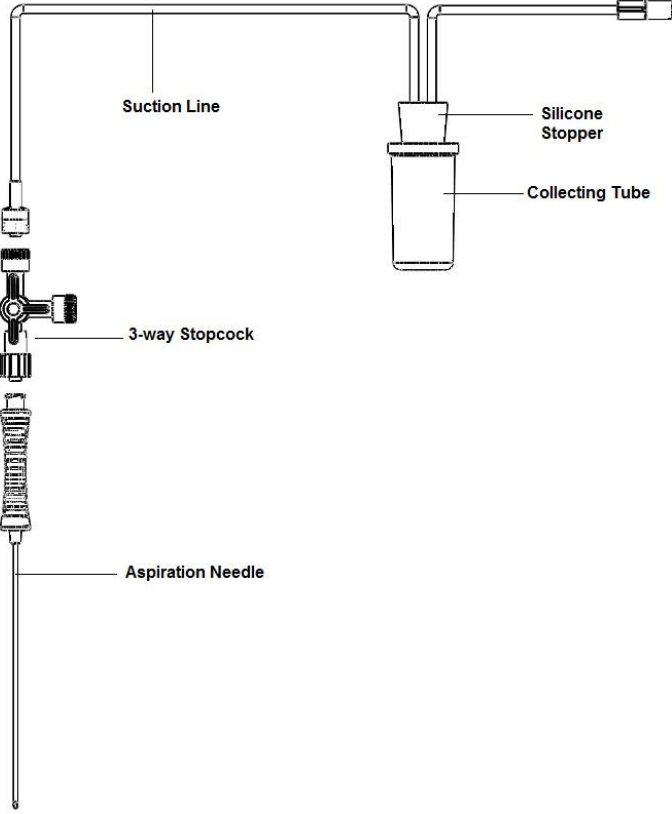 Suction Line
Silicone
Stopper
Collecting Tube
3-way Stopcock
Aspiration Needle